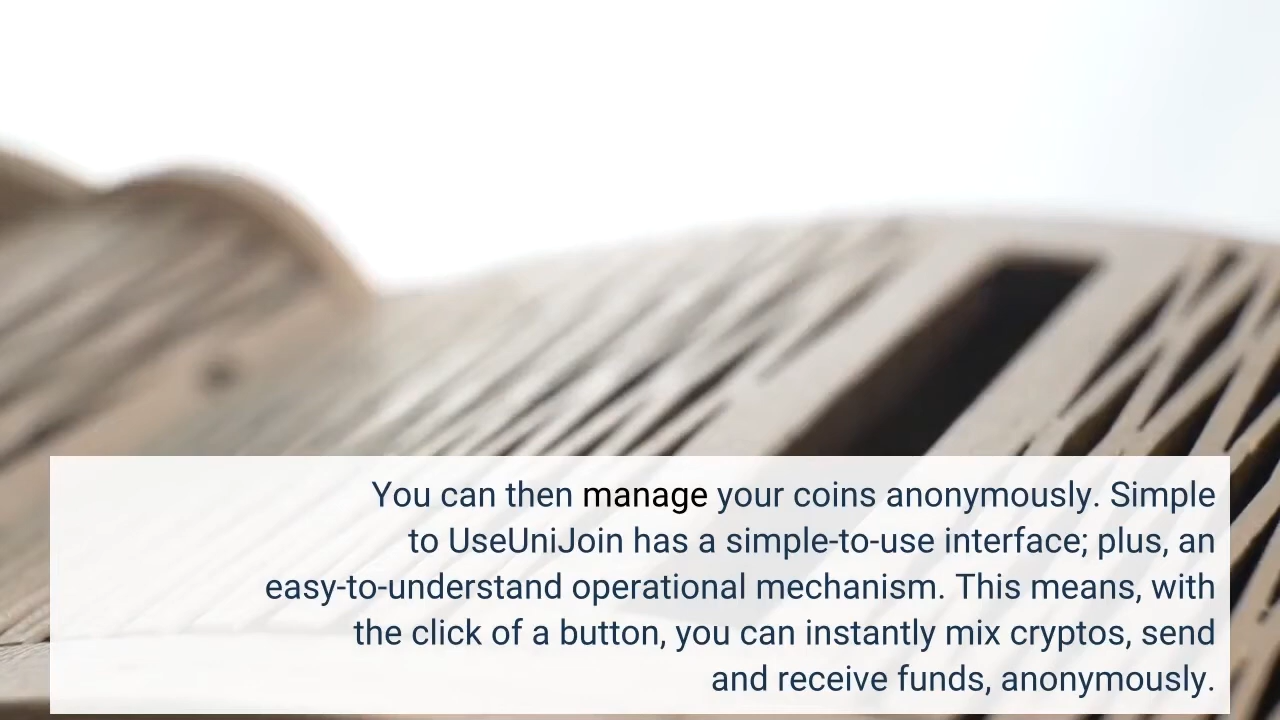 You can then manage your coins anonymously. Simple
to UseUniJoin has a simple-to-use interface; plus, an
easy-to-understand operational mechanism. This means, with
the click of a button, you can instantly mix cryptos, send
and receive funds, anonymously.